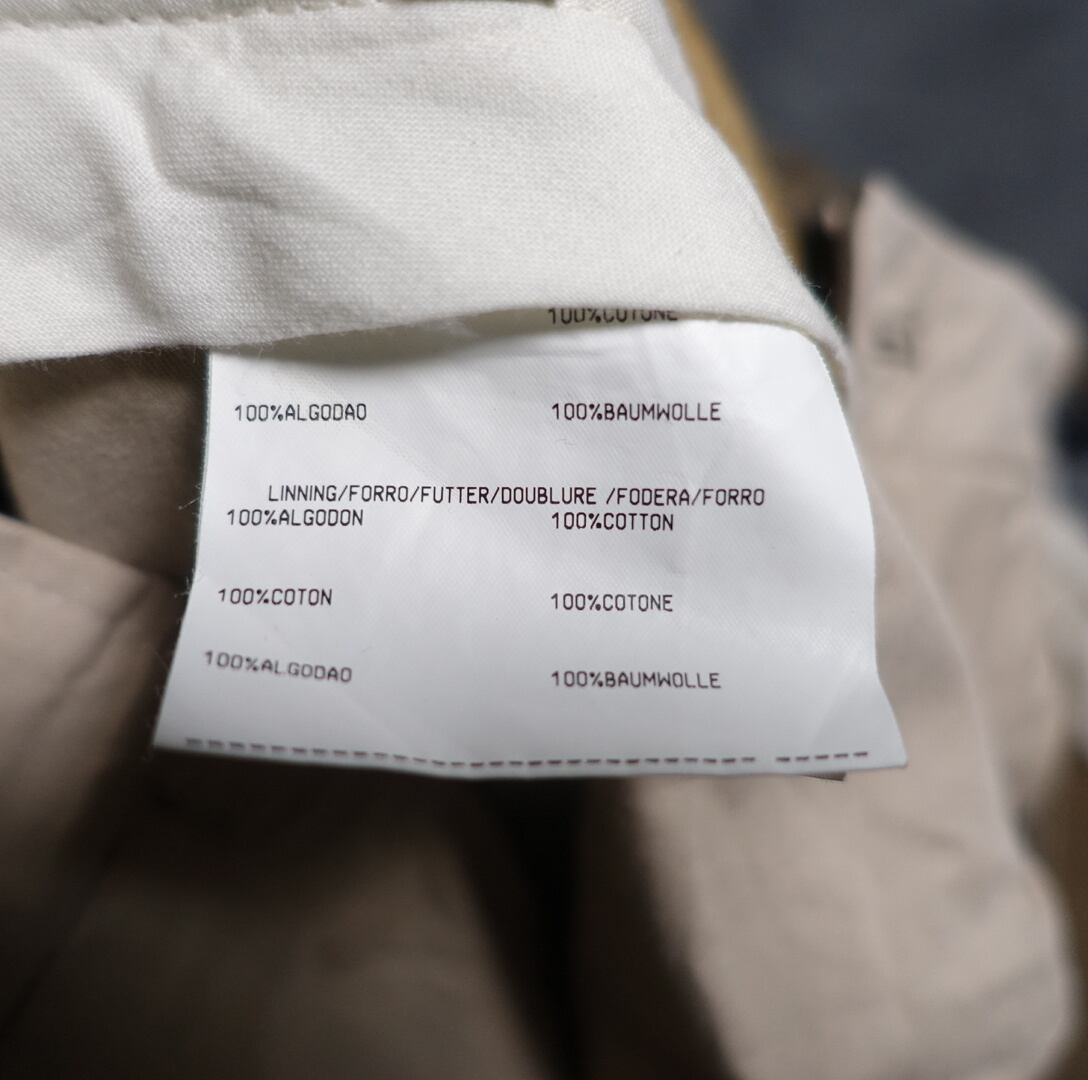 100%COTONE
100%ALGODAO 100%BAUMWOLLE
LINNING/FORRO/FUTTER/DOUBLURE /FODERA/FORRO
100%ALGODON 100%COTTON
100%COTON 100%COTONE
100%ALGODAO 100%BAUMWOLLE